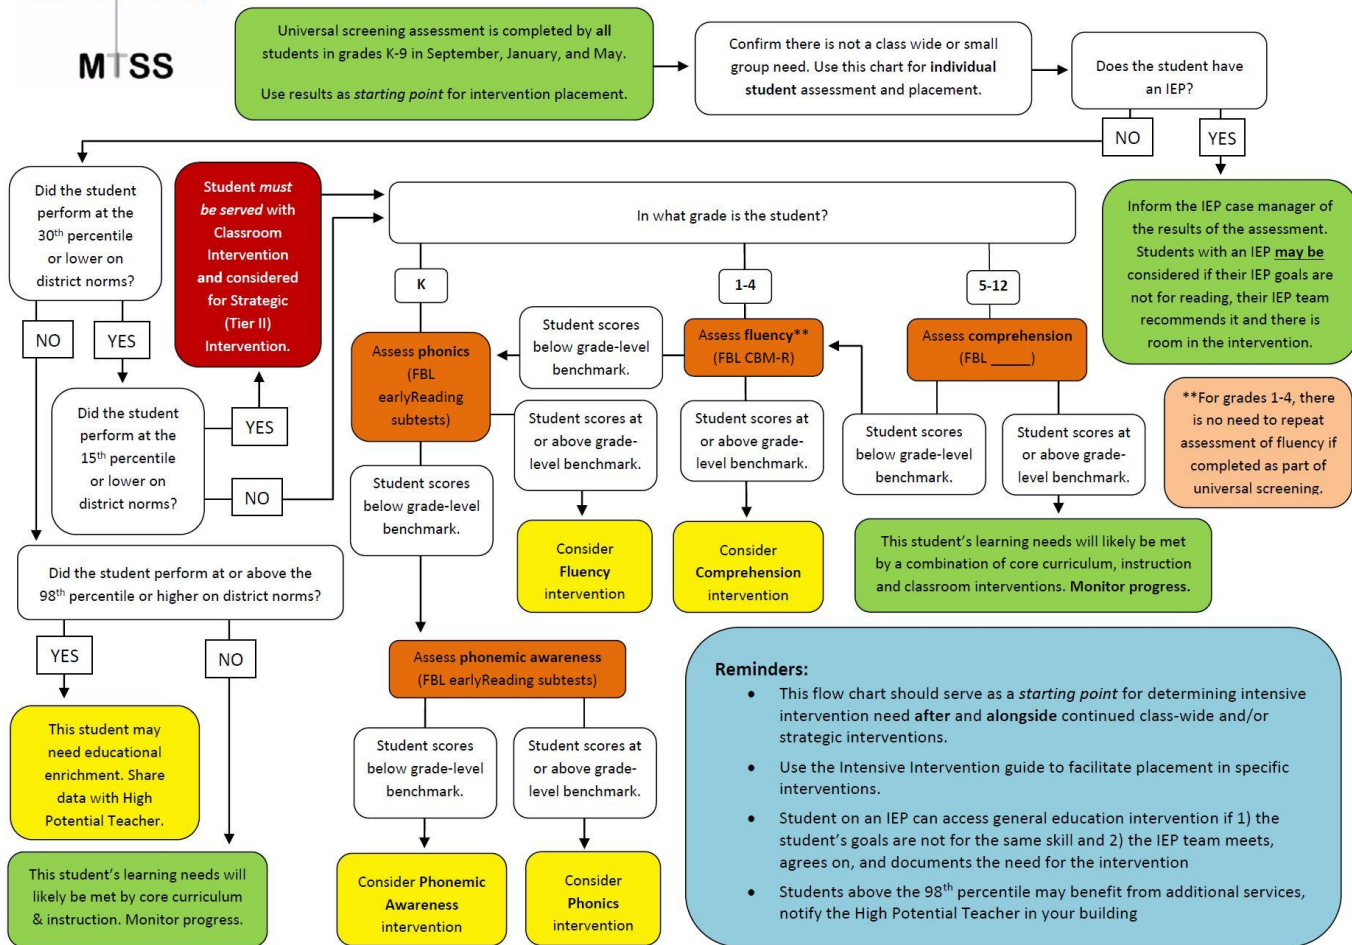 MTSS
Universal screening assessment is completed by all
students in grades K-9 in September, January, and May.
Use results as starting point for intervention placement.
Confirm there is not a class wide or small
group need. Use this chart for individual
student assessment and placement.
Does the student have
an IEP?
NO
YES
Did the student
perform at the
30th percentile
or lower on
district norms?
Student must
be served with
Classroom
Intervention
and considered
for Strategic
(Tier II)
Intervention.
In what grade is the student?
Inform the IEP case manager of
the results of the assessment.
Students with an IEP may be
considered if their IEP goals are
not for reading, their IEP team
recommends it and there is
room in the intervention.
K
1-4
5-12
NO
YES
Assess phonics
(FBL
earlyReading
subtests)
Student scores
below grade-level
benchmark.
Assess fluency**
(FBL CBM-R)
Assess comprehension
(FBL _____)
Did the student
perform at the
15th percentile
or lower on
district norms?
YES
NO
Student scores at
or above grade-
level benchmark.
Student scores at
or above grade-
level benchmark.
Student scores
below grade-level
benchmark.
Student scores at
or above grade-
level benchmark.
**For grades 1-4, there
is no need to repeat
assessment of fluency if
completed as part of
universal screening.
Student scores
below grade-level
benchmark.
Did the student perform at or above the
98th percentile or higher on district norms?
Consider
Fluency
intervention
Consider
Comprehension
intervention
This student's learning needs will likely be met
by a combination of core curriculum, instruction
and classroom interventions. Monitor progress.
YES
NO
Assess phonemic awareness
(FBL earlyReading subtests)
This student may
need educational
enrichment. Share
data with High
Potential Teacher.
Student scores
below grade-level
benchmark.
Student scores at
or above grade-
level benchmark.
This student's learning needs will
likely be met by core curriculum
& instruction. Monitor progress.
Consider Phonemic
Awareness
intervention
Consider
Phonics
intervention
Reminders:
• This flow chart should serve as a starting point for determining intensive
intervention need after and alongside continued class-wide and/or
strategic interventions.
• Use the Intensive Intervention guide to facilitate placement in specific
interventions.
• Student on an IEP can access general education intervention if 1) the
student's goals are not for the same skill and 2) the IEP team meets,
agrees on, and documents the need for the intervention
• Students above the 98th percentile may benefit from additional services,
notify the High Potential Teacher in your building